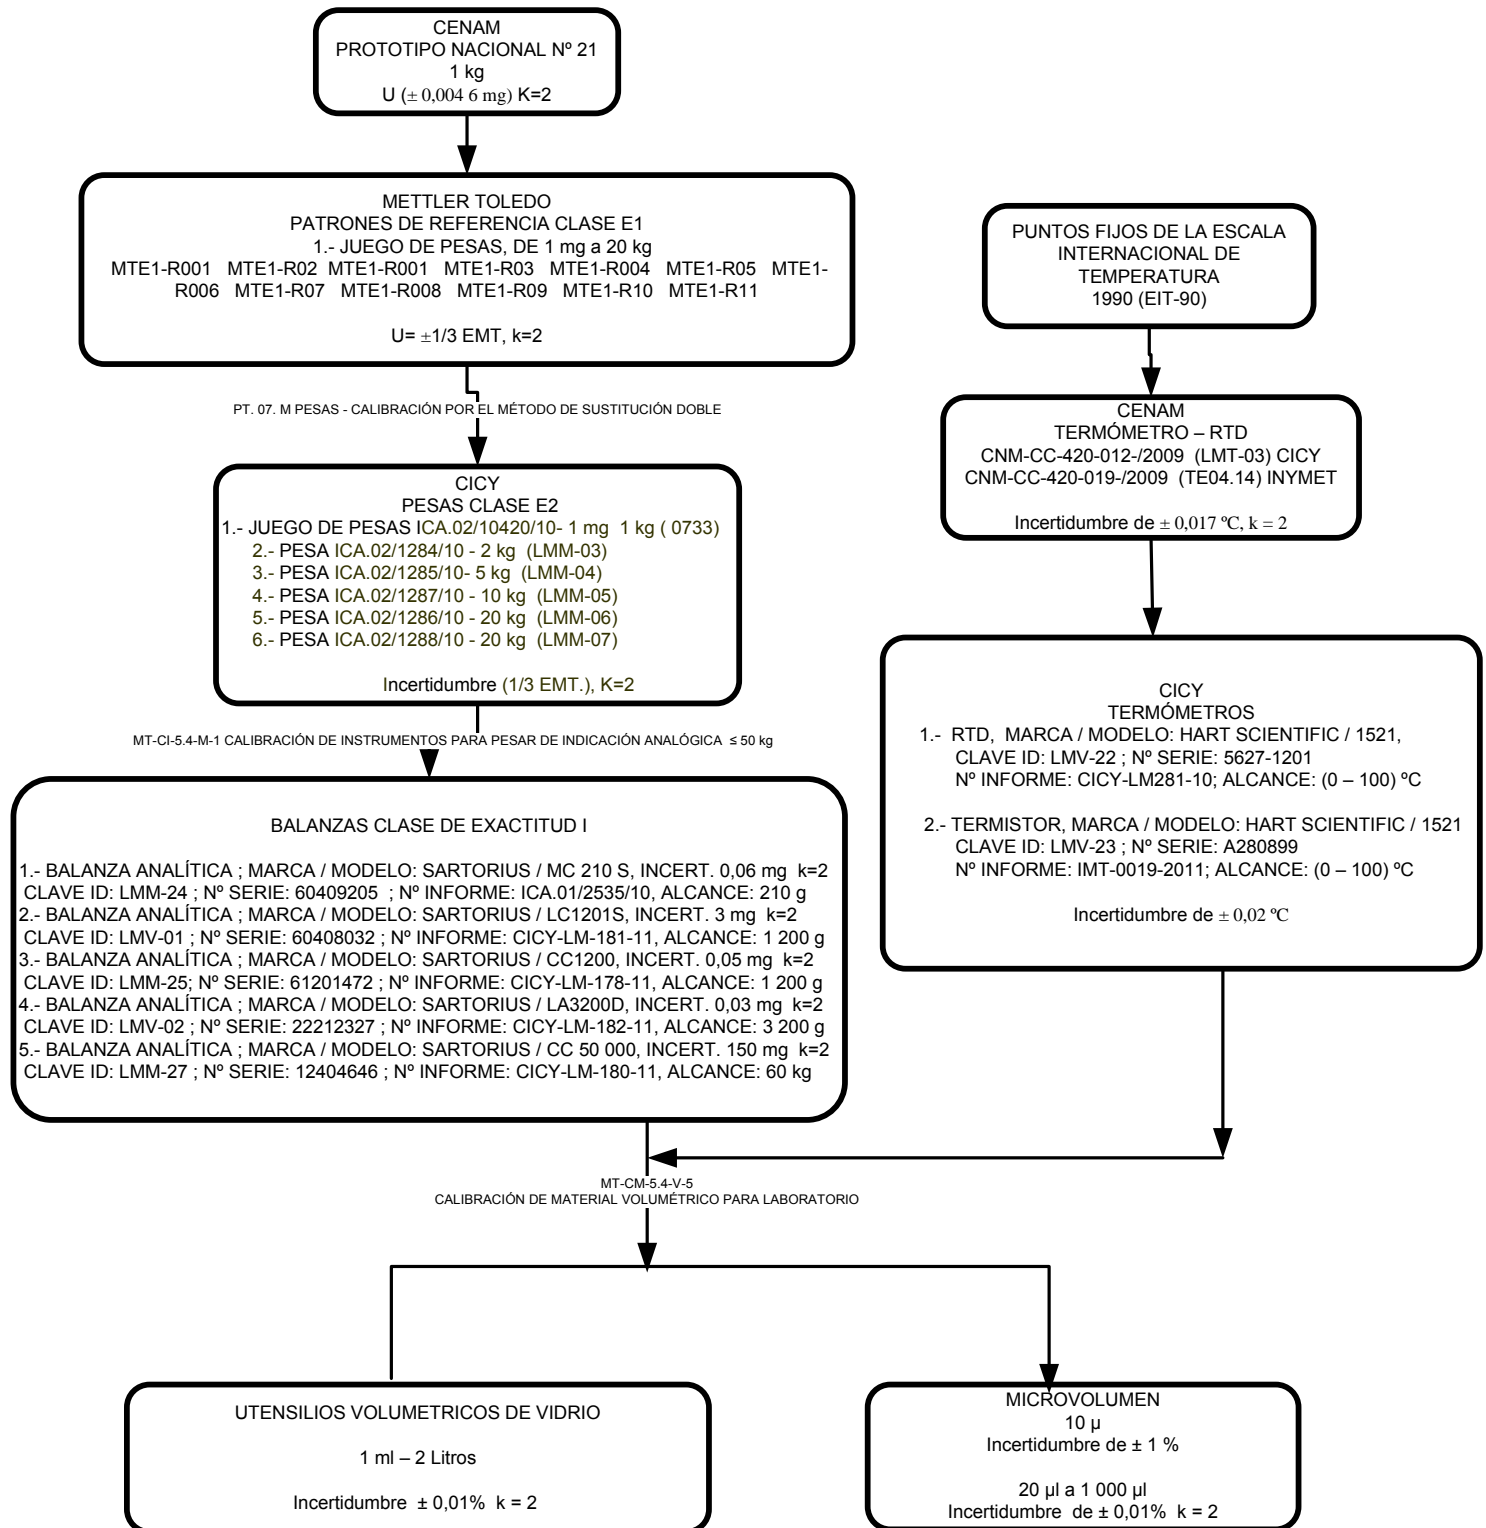 CENAM
PROTOTIPO NACIONAL Nº 21
1 kg
U (± 0,004 6 mg) K=2
METTLER TOLEDO
PATRONES DE REFERENCIA CLASE E1
1.- JUEGO DE PESAS, DE 1 mg a 20 kg
MTE1-R001 MTE1-R02 MTE1-R001 MTE1-R03 MTE1-R004 MTE1-R05 MTE1-
R006 MTE1-R07 MTE1-R008 MTE1-R09 MTE1-R10 MTE1-R11
U= ±1/3 EMT, k=2
PT. 07. M PESAS - CALIBRACIÓN POR EL MÉTODO DE SUSTITUCIÓN DOBLE
CICY
PESAS CLASE E2
1.- JUEGO DE PESAS ICA.02/10420/10- 1 mg 1 kg ( 0733)
2.- PESA ICA.02/1284/10 - 2 kg (LMM-03)
3.- PESA ICA.02/1285/10- 5 kg (LMM-04)
4.- PESA ICA.02/1287/10 - 10 kg (LMM-05)
5.- PESA ICA.02/1286/10 - 20 kg (LMM-06)
6.- PESA ICA.02/1288/10 - 20 kg (LMM-07)
Incertidumbre (1/3 EMT.), K=2
MT-CI-5.4-M-1 CALIBRACIÓN DE INSTRUMENTOS PARA PESAR DE INDICACIÓN ANALÓGICA ≤ 50 kg
BALANZAS CLASE DE EXACTITUD I
1.- BALANZA ANALÍTICA ; MARCA / MODELO: SARTORIUS / MC 210 S, INCERT. 0,06 mg k=2
CLAVE ID: LMM-24 ; Nº SERIE: 60409205 ; Nº INFORME: ICA.01/2535/10, ALCANCE: 210 g
2.- BALANZA ANALÍTICA ; MARCA / MODELO: SARTORIUS / LC1201S, INCERT. 3 mg k=2
CLAVE ID: LMV-01 ; Nº SERIE: 60408032 ; Nº INFORME: CICY-LM-181-11, ALCANCE: 1 200 g
3.- BALANZA ANALÍTICA ; MARCA / MODELO: SARTORIUS / CC1200, INCERT. 0,05 mg k=2
CLAVE ID: LMM-25; Nº SERIE: 61201472 ; Nº INFORME: CICY-LM-178-11, ALCANCE: 1 200 g
4.- BALANZA ANALÍTICA ; MARCA / MODELO: SARTORIUS / LA3200D, INCERT. 0,03 mg k=2
CLAVE ID: LMV-02 ; Nº SERIE: 22212327 ; Nº INFORME: CICY-LM-182-11, ALCANCE: 3 200 g
5.- BALANZA ANALÍTICA ; MARCA / MODELO: SARTORIUS / CC 50 000, INCERT. 150 mg k=2
CLAVE ID: LMM-27 ; Nº SERIE: 12404646 ; Nº INFORME: CICY-LM-180-11, ALCANCE: 60 kg
PUNTOS FIJOS DE LA ESCALA
INTERNACIONAL DE
TEMPERATURA
1990 (EIT-90)
CENAM
TERMÓMETRO – RTD
CNM-CC-420-012-/2009 (LMT-03) CICY
CNM-CC-420-019-/2009 (TE04.14) INYMET
Incertidumbre de ± 0,017 ºC, k = 2
CICY
TERMÓMETROS
1.- RTD, MARCA / MODELO: HART SCIENTIFIC / 1521,
CLAVE ID: LMV-22 ; Nº SERIE: 5627-1201
Nº INFORME: CICY-LM281-10; ALCANCE: (0 – 100) ºC
2.- TERMISTOR, MARCA / MODELO: HART SCIENTIFIC / 1521
CLAVE ID: LMV-23 ; Nº SERIE: A280899
Nº INFORME: IMT-0019-2011; ALCANCE: (0 – 100) ºC
Incertidumbre de ± 0,02 ºC
MT-CM-5.4-V-5
CALIBRACIÓN DE MATERIAL VOLUMÉTRICO PARA LABORATORIO
UTENSILIOS VOLUMETRICOS DE VIDRIO
1 ml – 2 Litros
Incertidumbre ± 0,01% k = 2
MICROVOLUMEN
10 µ
Incertidumbre de ± 1 %
20 µl a 1 000 µl
Incertidumbre de ± 0,01% k = 2